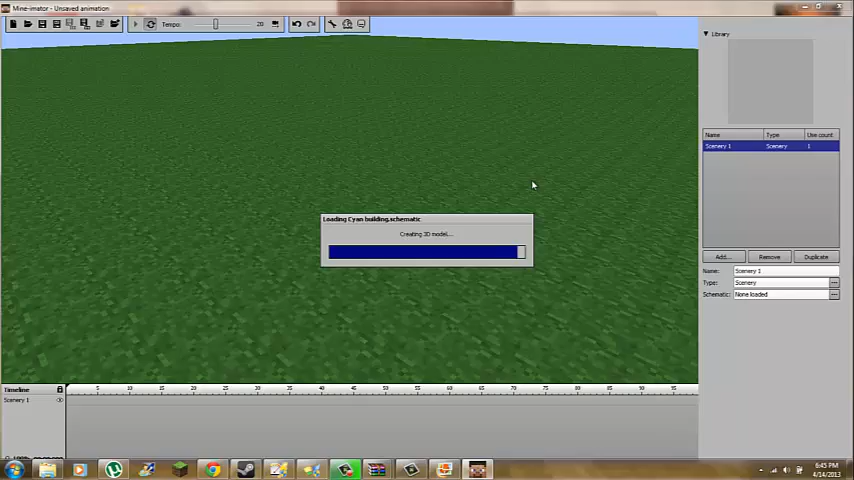 Mine-imator - Unsaved animation
Tempo:
20
Library
Name Type Use count
Scenery 1 Scenery 1
Loading Cyan building.schematic
Creating 3D model...
Add... Remove Duplicate
Name: Scenery 1
Type: Scenery ...
Schematic: None loaded ...
Timeline
5 10 15 20 25 30 35 40 45 50 55 60 65 70 75 80 85 90 95
Scenery 1
6:45 PM
4/14/2013